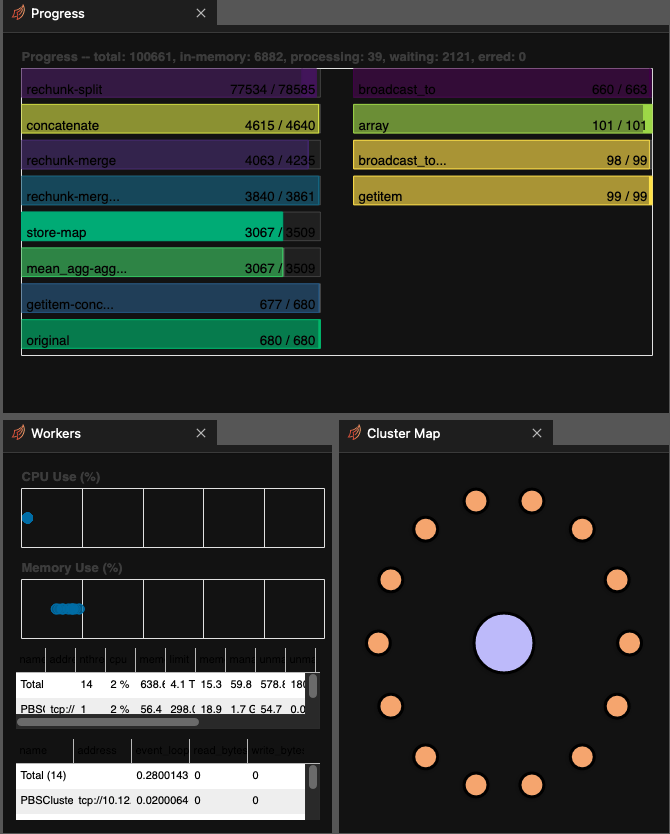 Progress
Progress -- total: 100661, in-memory: 6882, processing: 39, waiting: 2121, erred: 0
rechunk-split 77534 / 78585
concatenate 4615 / 4640
rechunk-merge 4063 / 4235
rechunk-merg... 3840 / 3861
store-map 3067 / 3509
mean_agg-agg... 3067 / 3509
getitem-conc... 677 / 680
original 680 / 680
broadcast_to 660 / 663
array 101 / 101
broadcast_to... 98 / 99
getitem 99 / 99
Workers
CPU Use (%)
Memory Use (%)
name addre nthre cpu mem limit mem mana unma unma
Total 14 2 % 638.6 4.1 T 15.3 59.8 578.8 180
PBSC tcp:// 1 2 % 56.4 298.0 18.9 1.7 G 54.7 0.0
name address event_loop read_bytes write_bytes
Total (14) 0.2800143 0 0
PBSCluste tcp://10.12. 0.0200064 0 0
Cluster Map